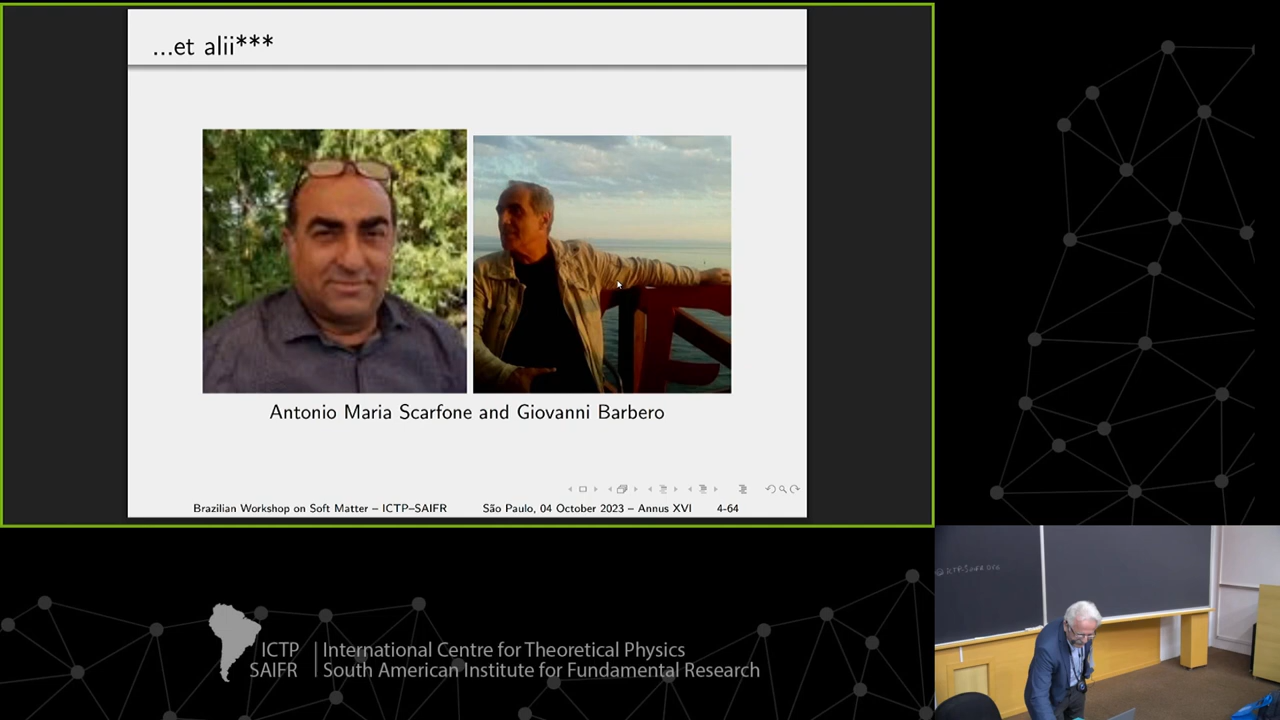 ...et alii***
Antonio Maria Scarfone and Giovanni Barbero
Brazilian Workshop on Soft Matter – ICTP–SAIFR São Paulo, 04 October 2023 – Annus XVI 4-64
ICTP
SAIFR
International Centre for Theoretical Physics
South American Institute for Fundamental Research